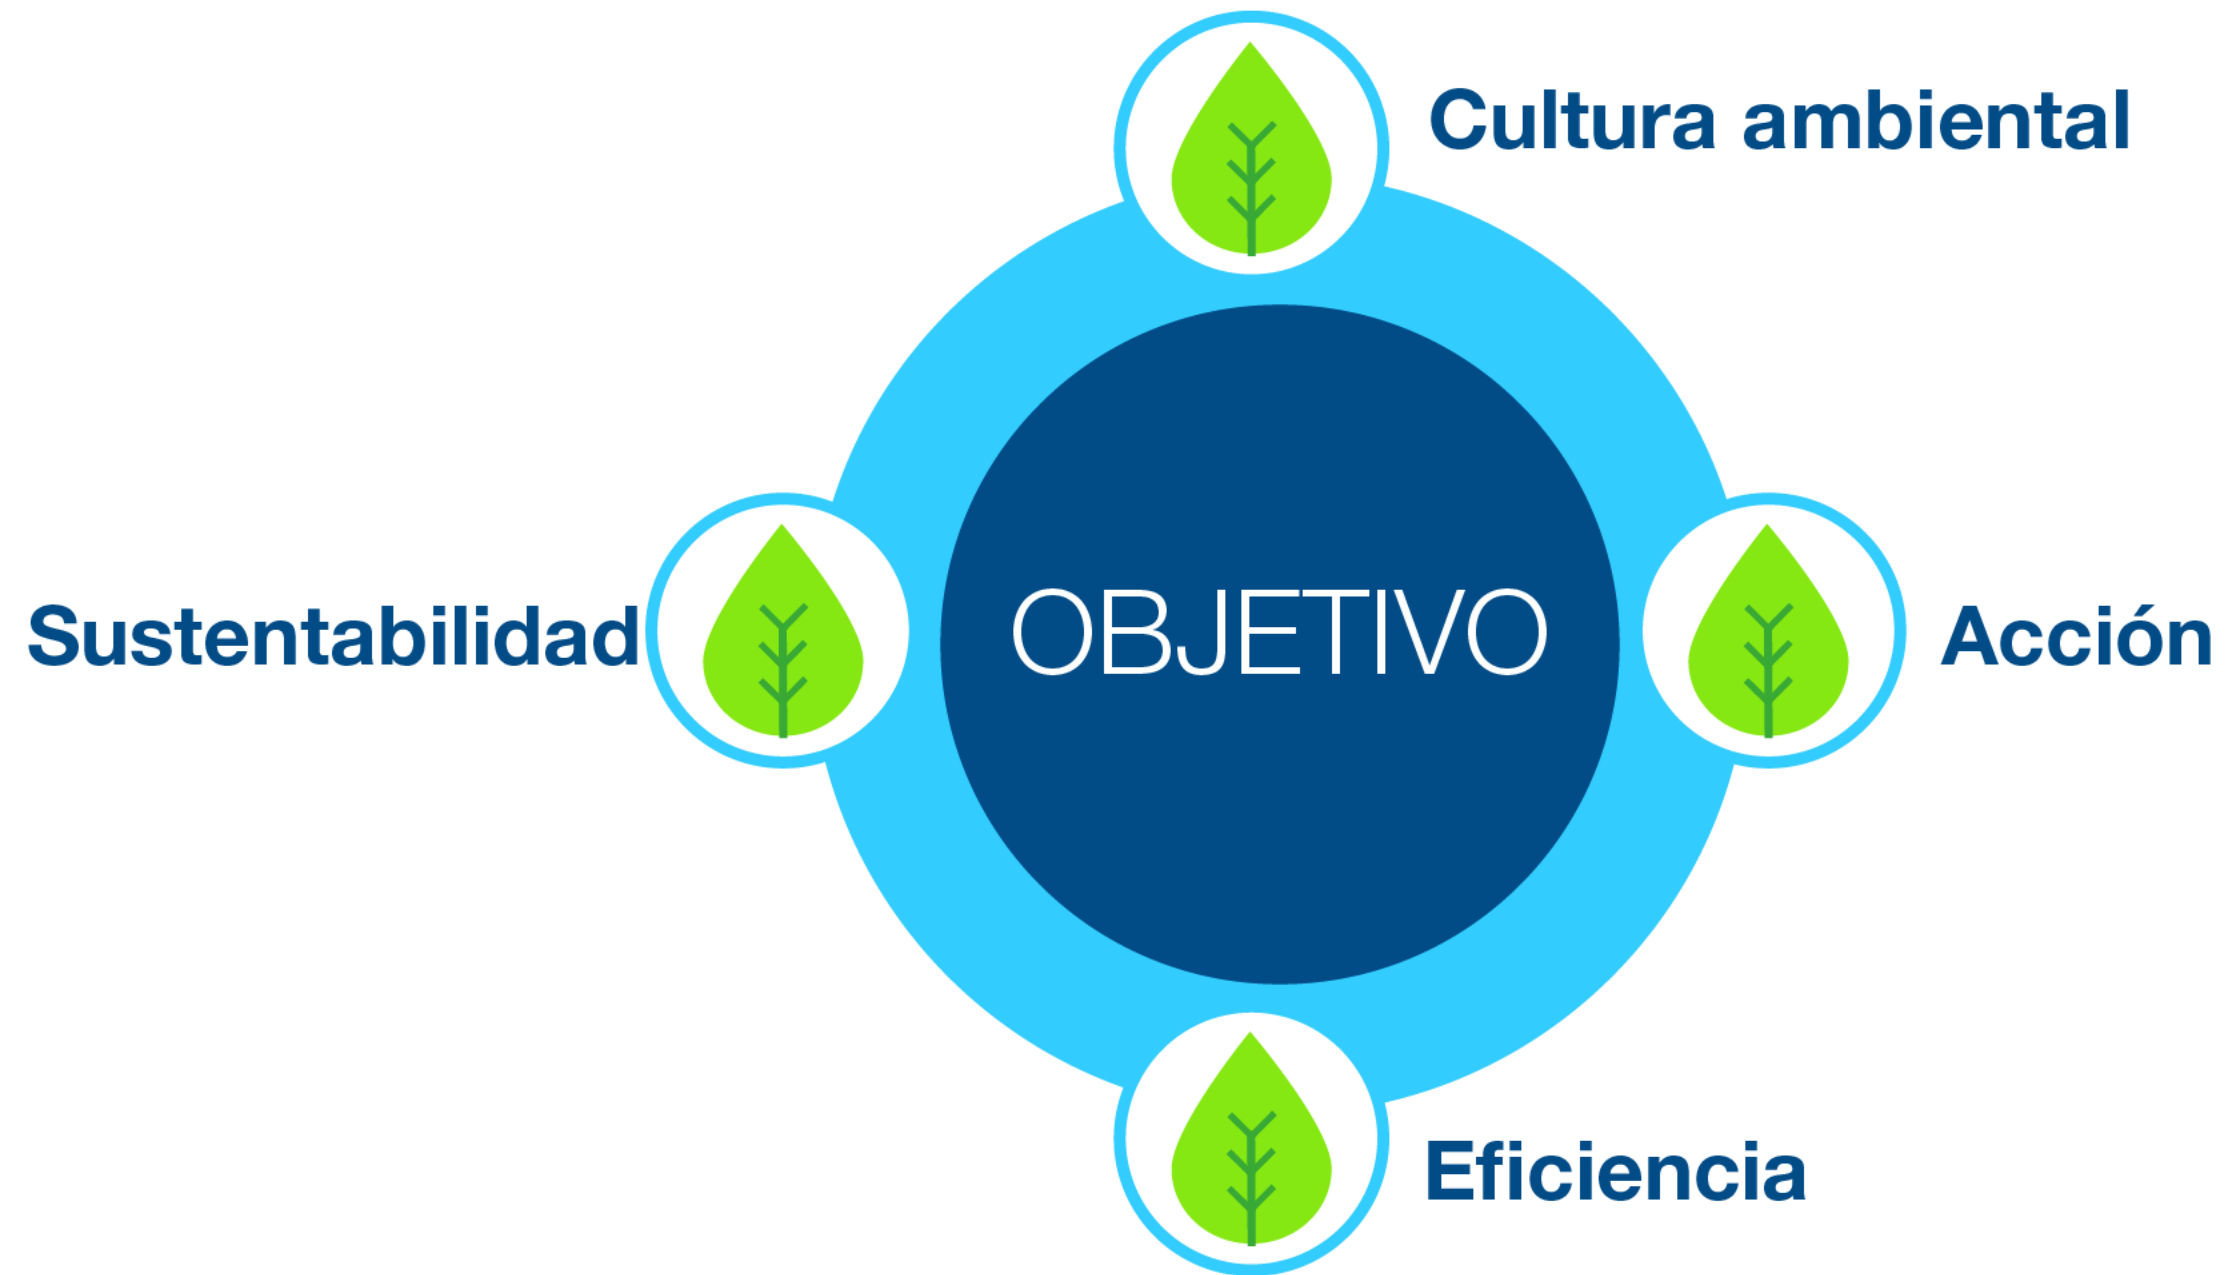 Cultura ambiental
Sustentabilidad
OBJETIVO
Acción
Eficiencia